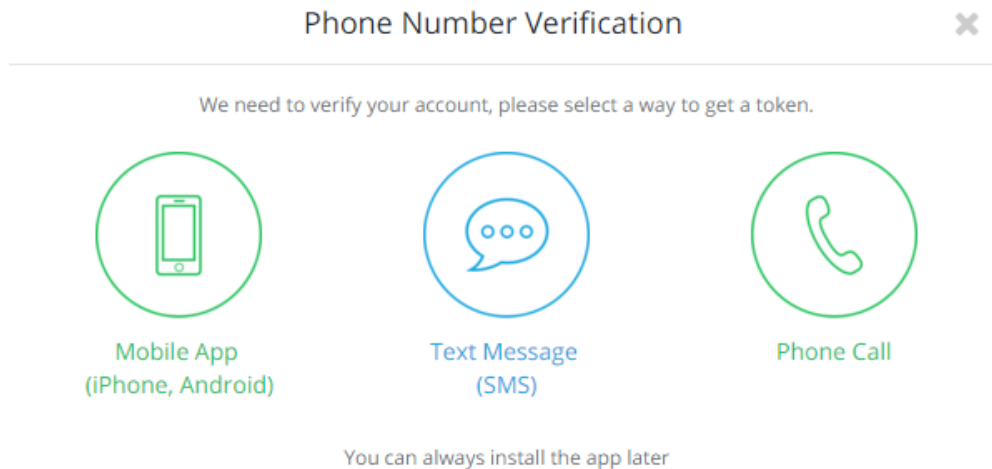 Phone Number Verification
We need to verify your account, please select a way to get a token.
Mobile App
(iPhone, Android)
Text Message
(SMS)
Phone Call
You can always install the app later